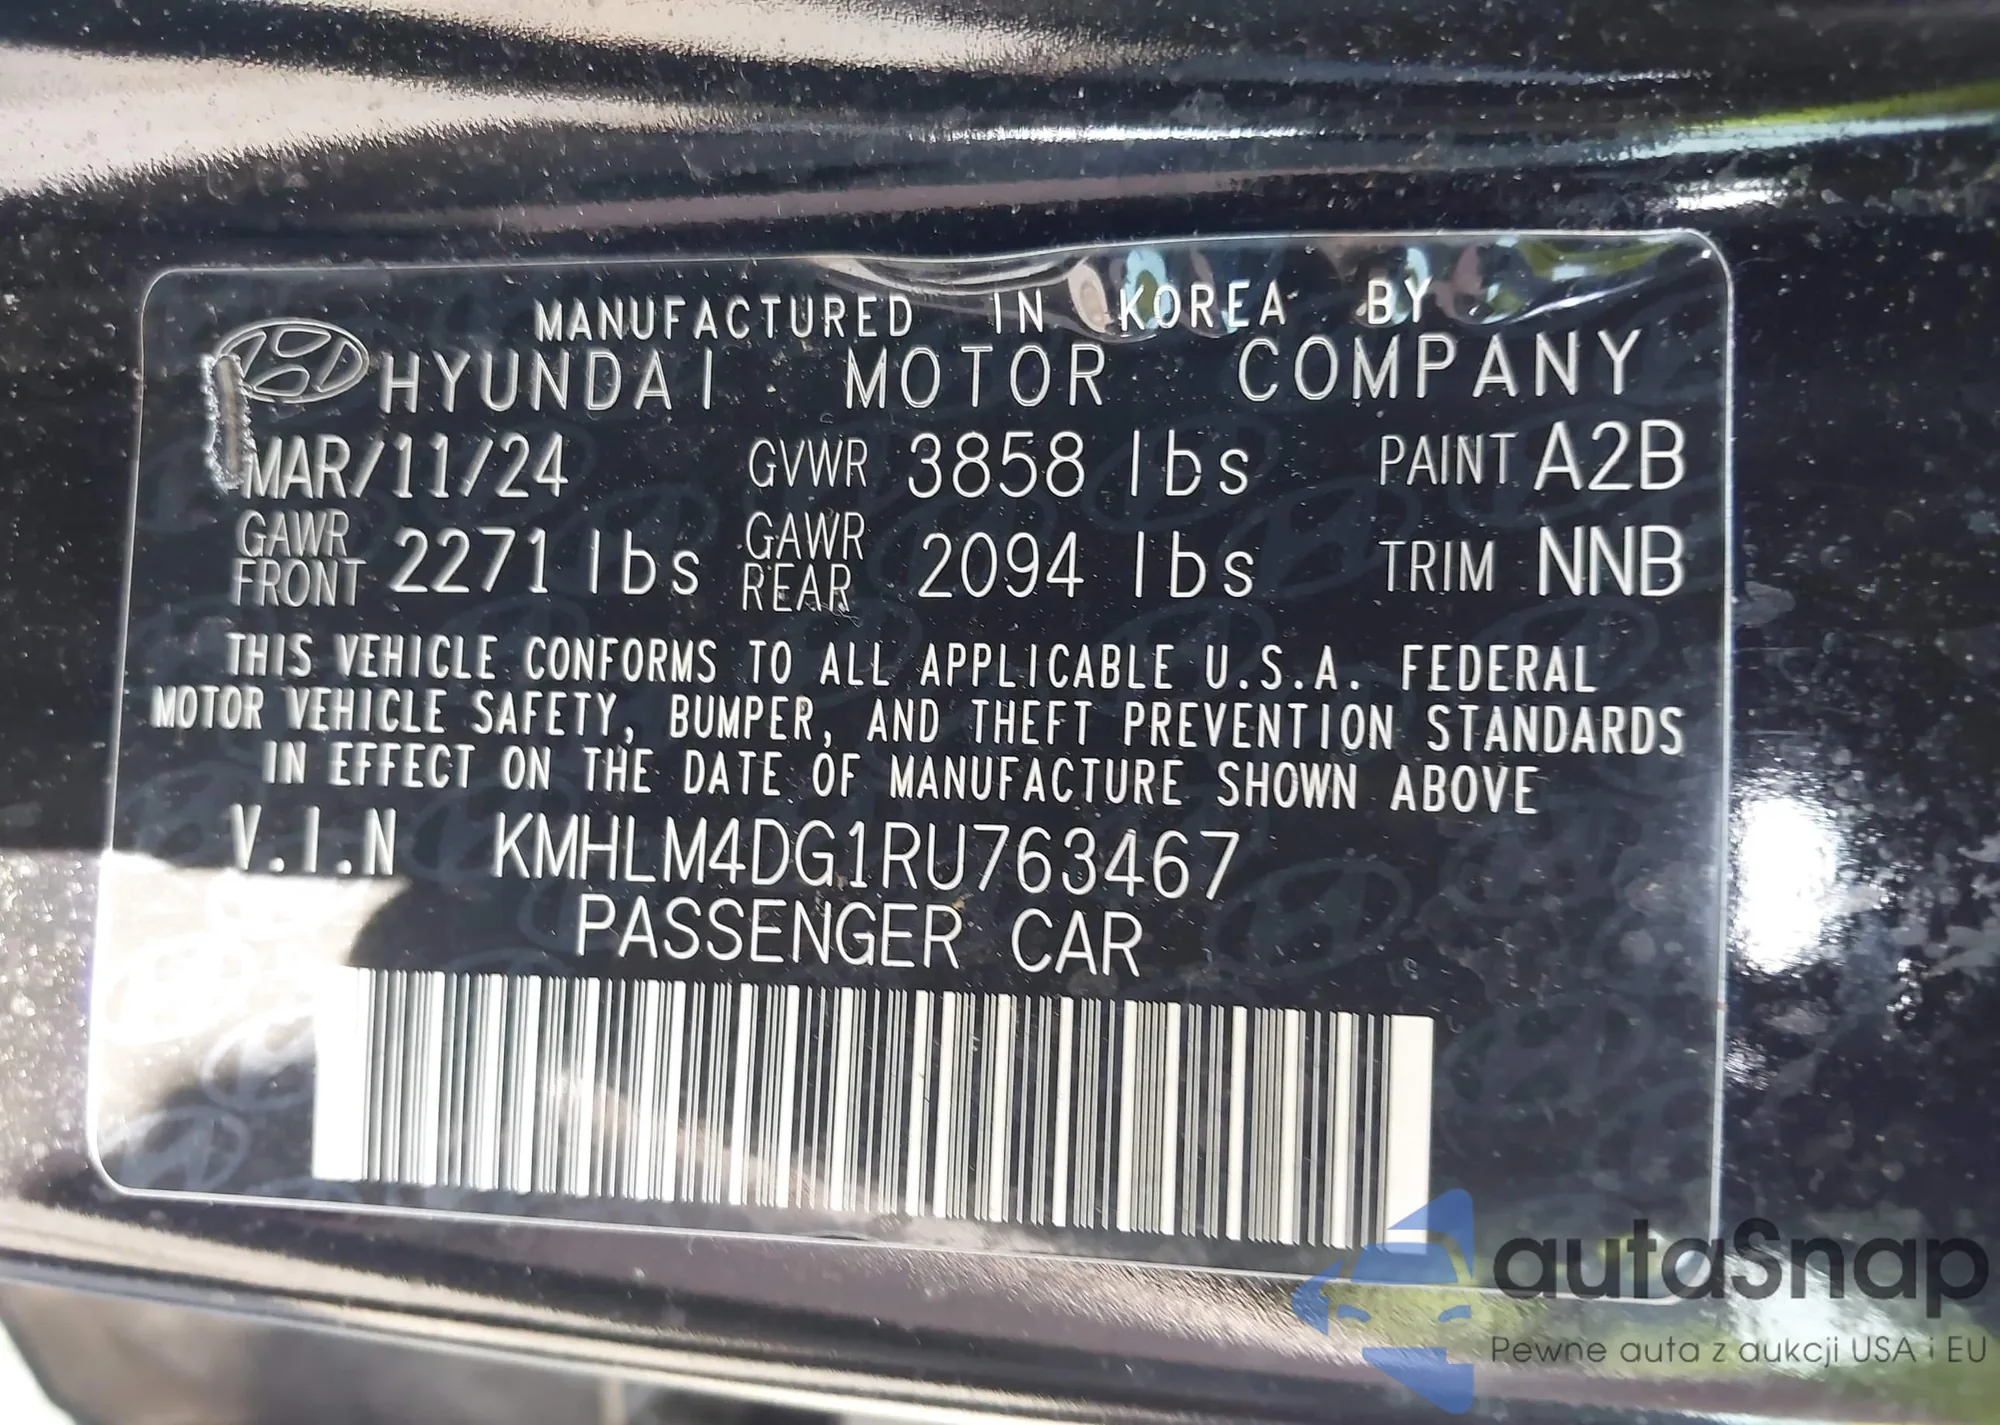 MANUFACTURED IN KOREA BY
HYUNDAI MOTOR COMPANY
MAR/11/24 GVWR 3858 lbs PAINT A2B
GAWR FRONT 2271 lbs GAWR REAR 2094 lbs TRIM NNB
THIS VEHICLE CONFORMS TO ALL APPLICABLE U.S.A. FEDERAL
MOTOR VEHICLE SAFETY, BUMPER, AND THEFT PREVENTION STANDARDS
IN EFFECT ON THE DATE OF MANUFACTURE SHOWN ABOVE
V.I.N KMHLM4DG1RU763467
PASSENGER CAR
autaSnap
Pewne auta z aukcji USA i EU